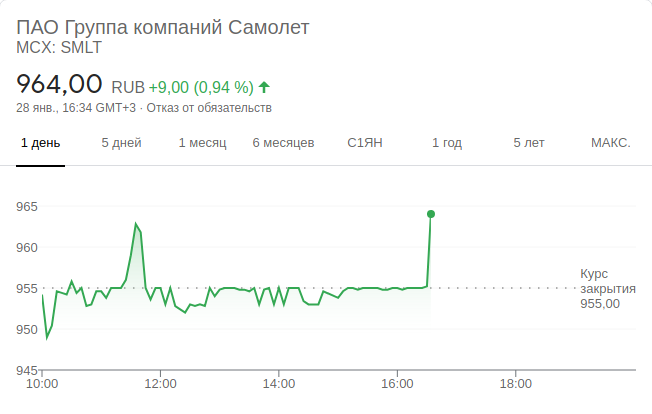 ПАО Группа компаний Самолет
MCX: SMLT
964,00 RUB +9,00 (0,94 %)
28 янв., 16:34 GMT+3 · Отказ от обязательств
1 день 5 дней 1 месяц 6 месяцев С1ЯН 1 год 5 лет МАКС.
965
960
955
950
945
Курс
закрытия
955,00
10:00 12:00 14:00 16:00 18:00